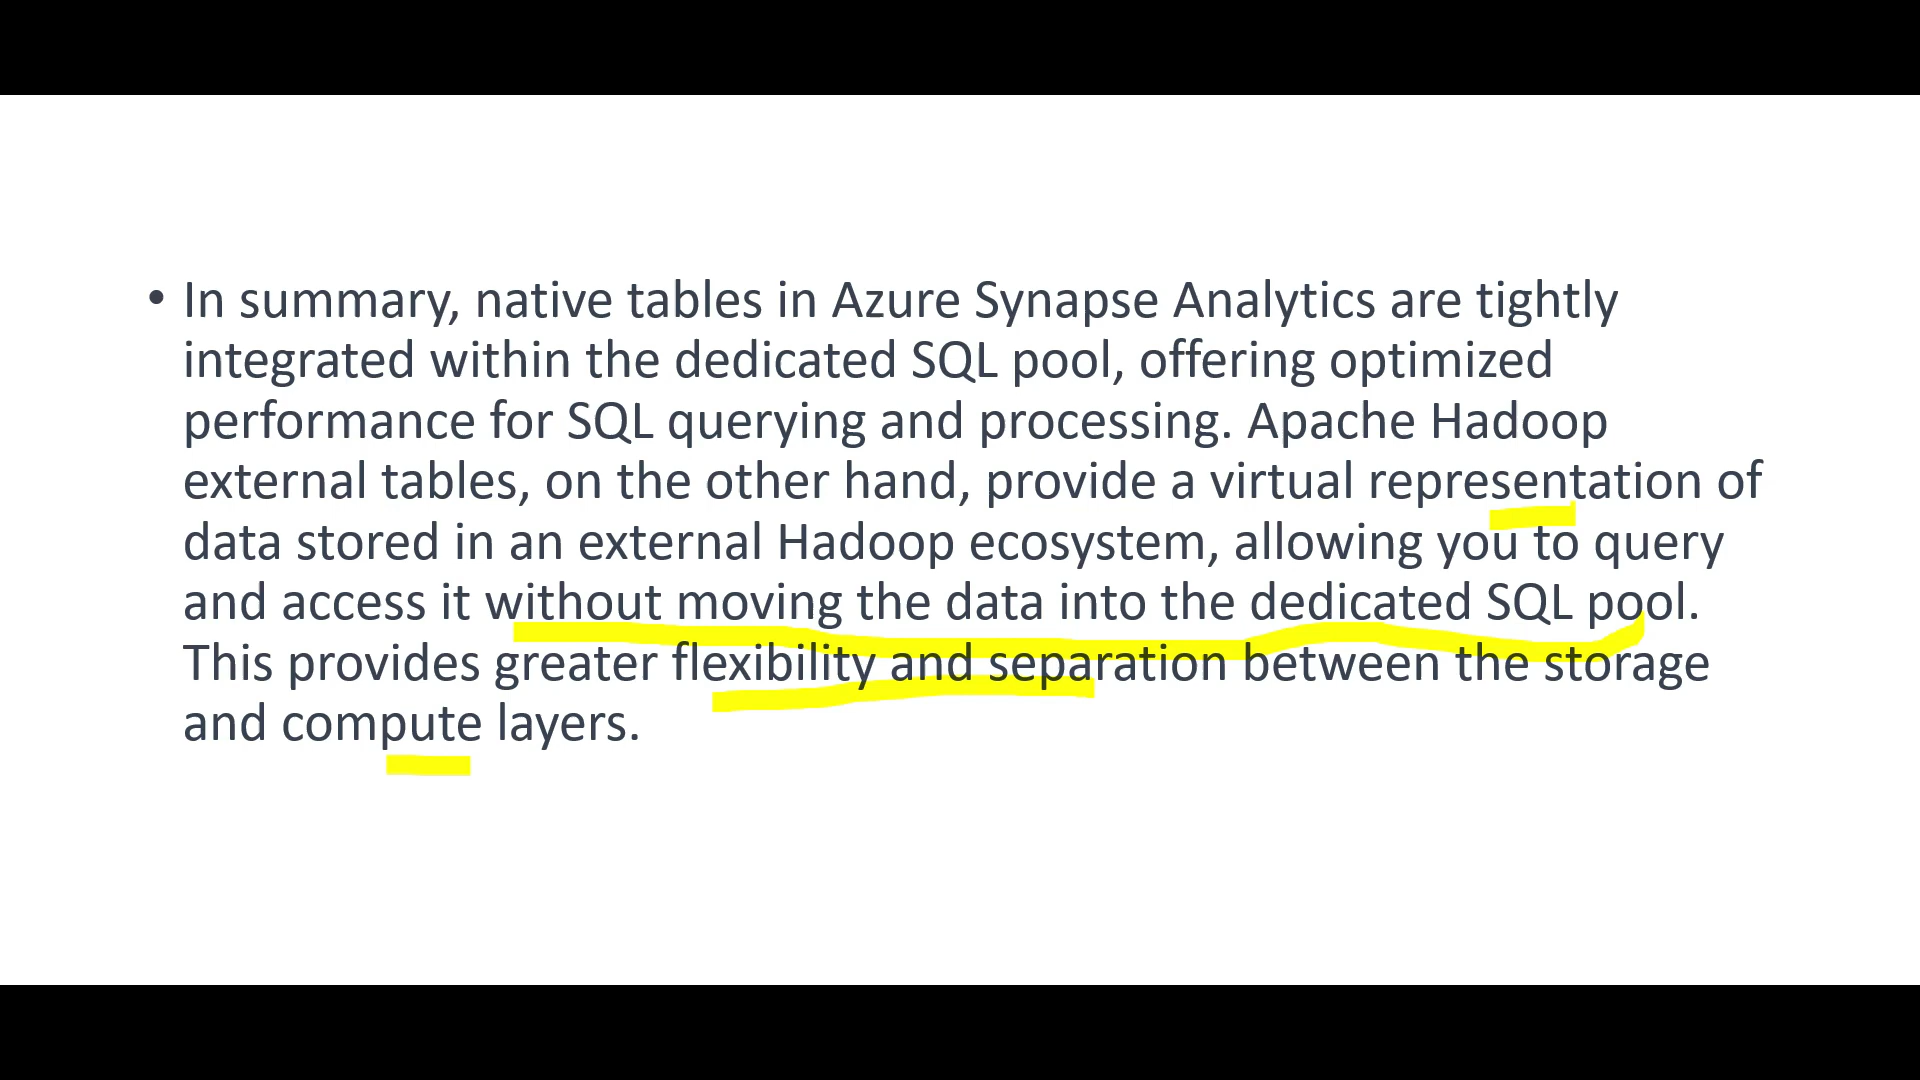 • In summary, native tables in Azure Synapse Analytics are tightly
integrated within the dedicated SQL pool, offering optimized
performance for SQL querying and processing. Apache Hadoop
external tables, on the other hand, provide a virtual representation of
data stored in an external Hadoop ecosystem, allowing you to query
and access it without moving the data into the dedicated SQL pool.
This provides greater flexibility and separation between the storage
and compute layers.